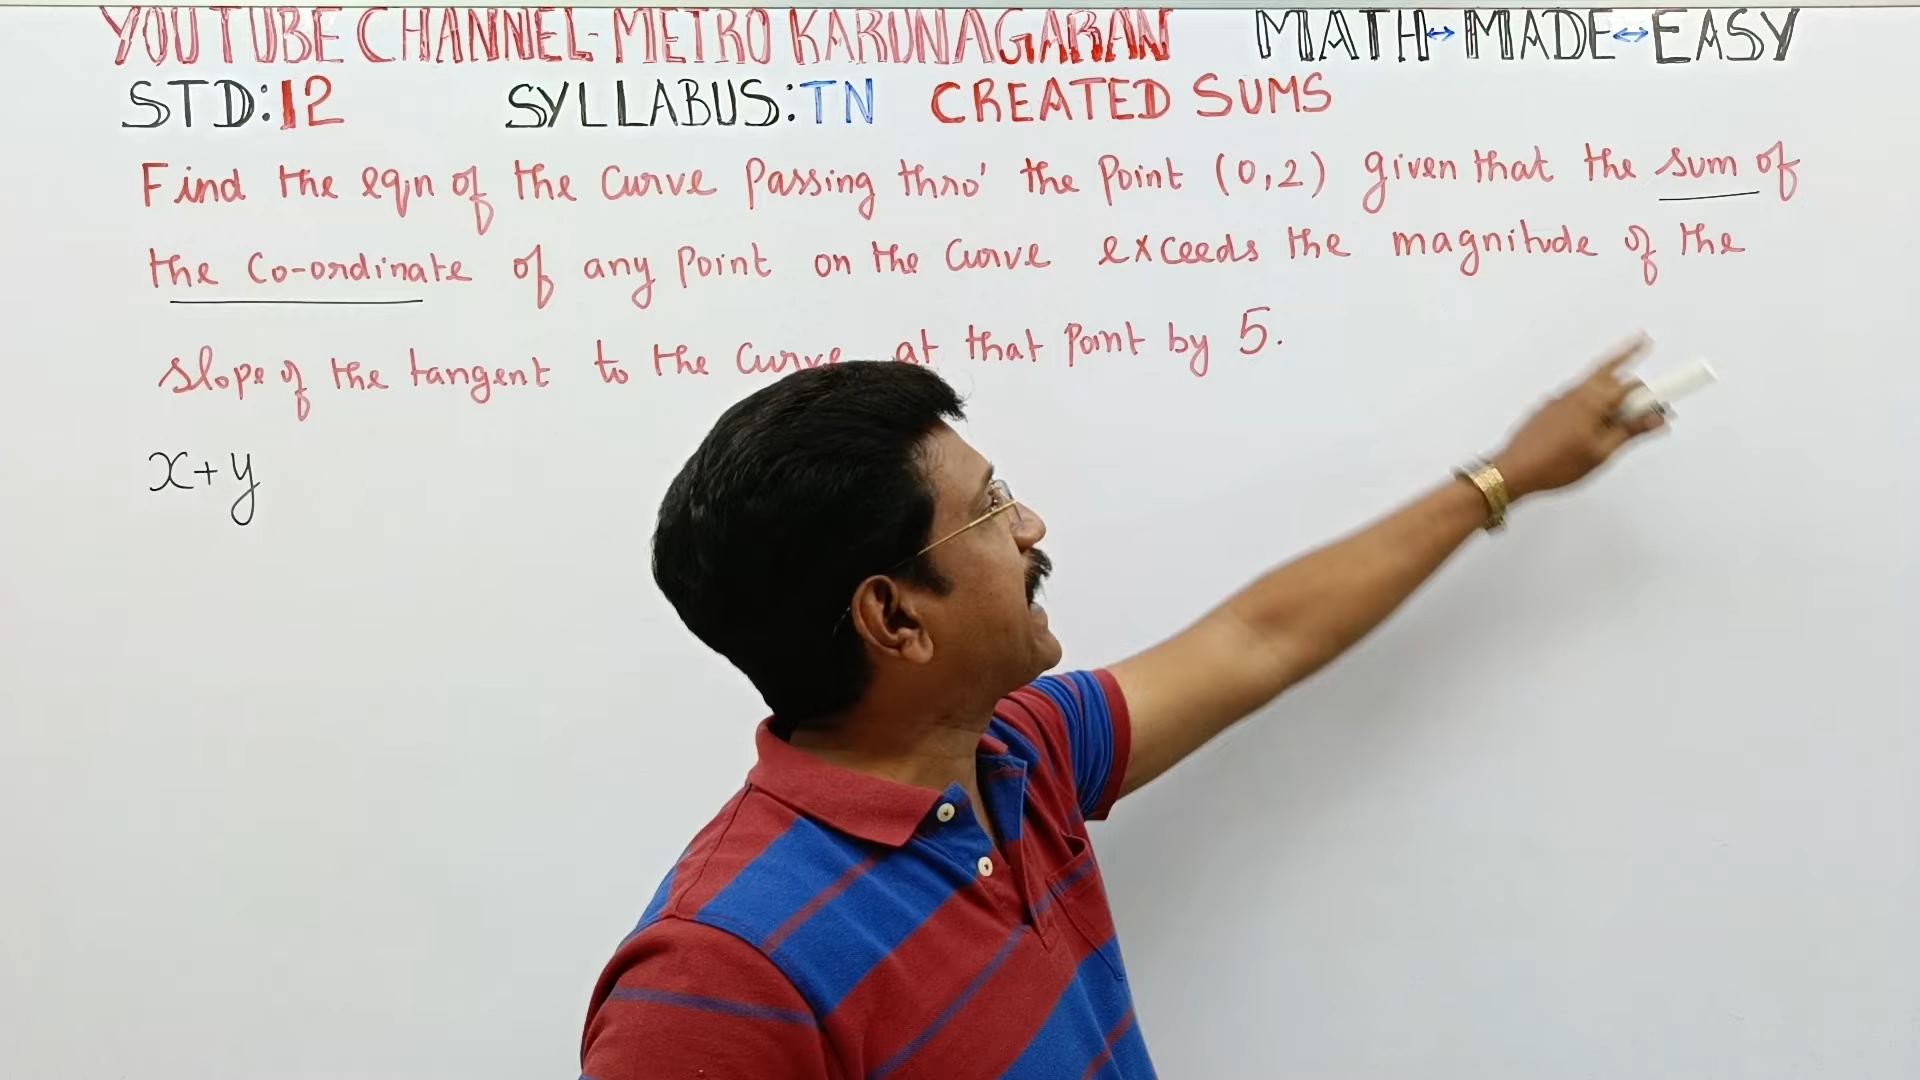 YOUTUBE CHANNEL-METRO KARUNAGARAN MATH↔MADE↔EASY
STD:12 SYLLABUS:TN CREATED SUMS
Find the eqn of the Curve Passing thro' the Point (0,2) given that the sum of
the Co-ordinate of any Point on the Curve exceeds the magnitude of the
slope of the tangent to the Curve at that Point by 5.
x+y